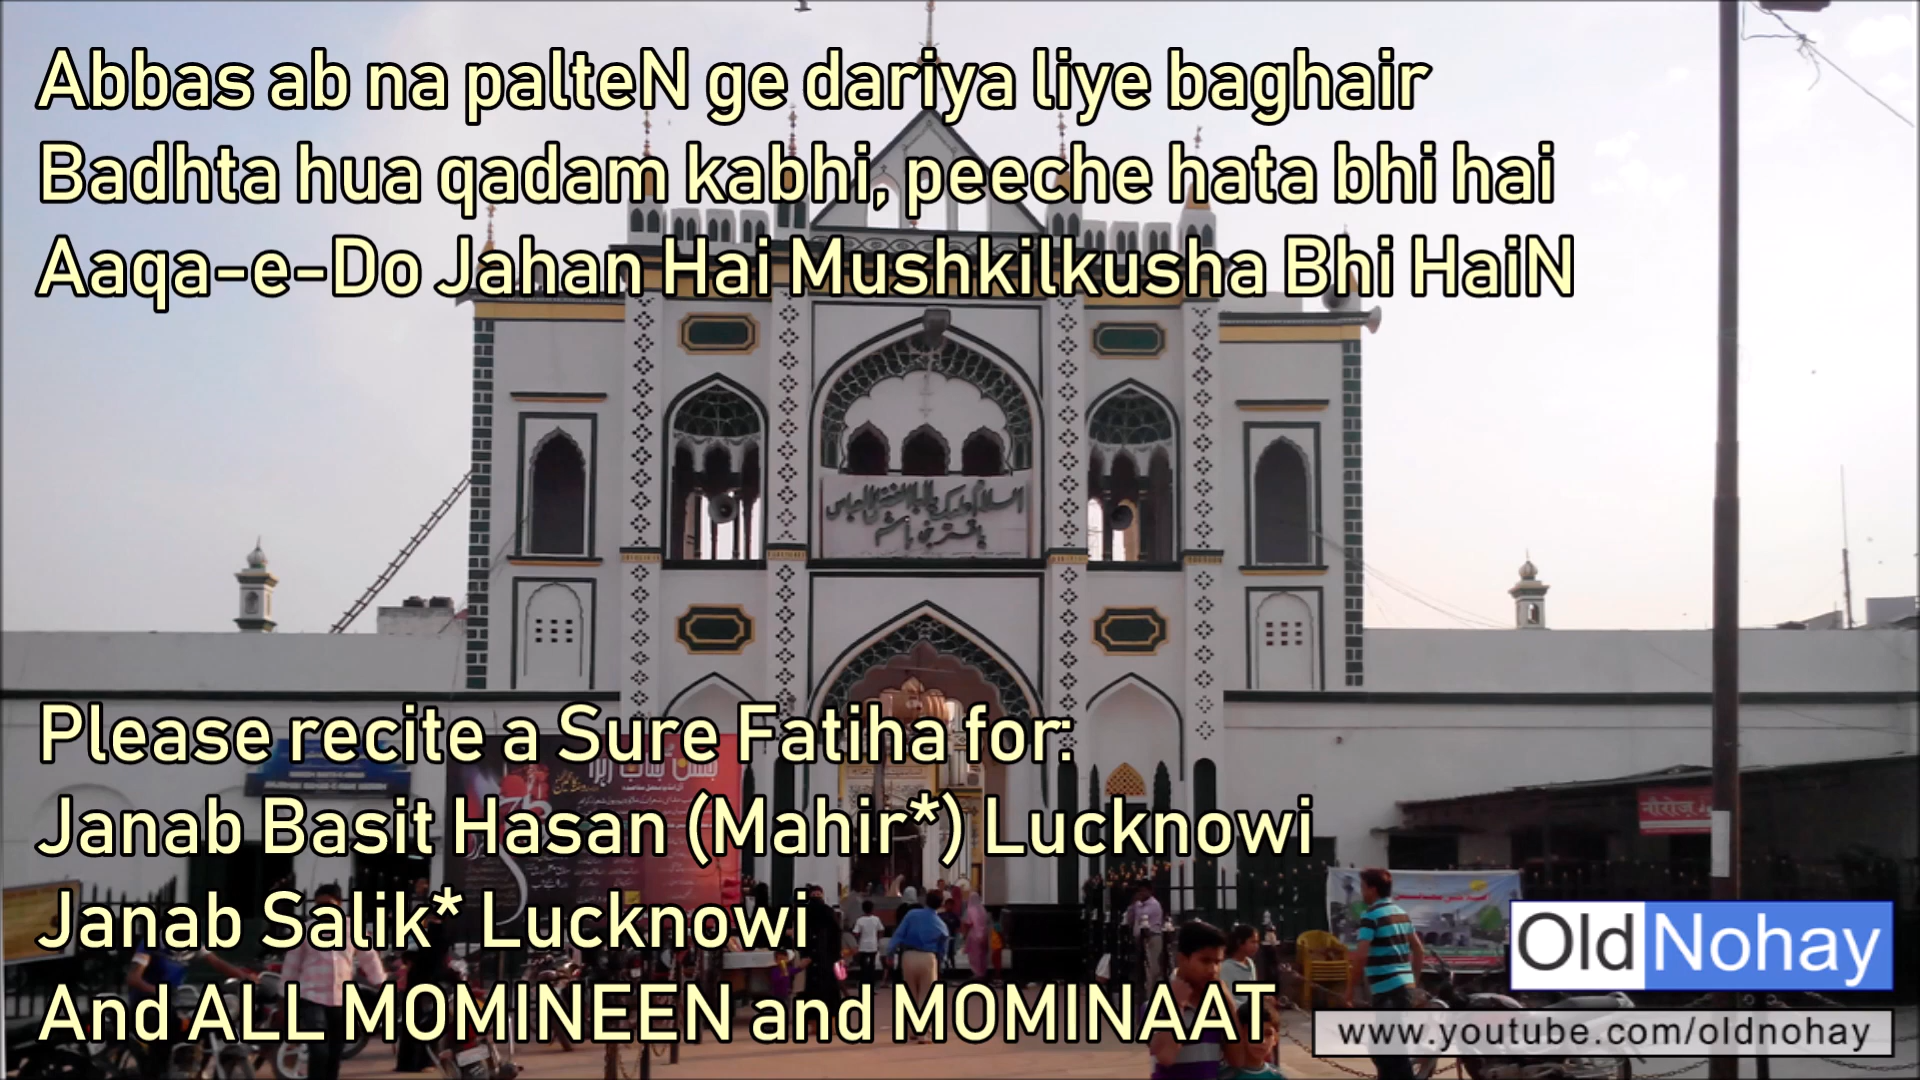 Abbas ab na palteN ge dariya liye baghair
Badhta hua qadam kabhi, peeche hata bhi hai
Aaqa-e-Do Jahan Hai Mushkilkusha Bhi HaiN
Please recite a Sure Fatiha for:
Janab Basit Hasan (Mahir*) Lucknowi
Janab Salik* Lucknowi
And ALL MOMINEEN and MOMINAAT
नौरोज़
OldNohay
www.youtube.com/oldnohay